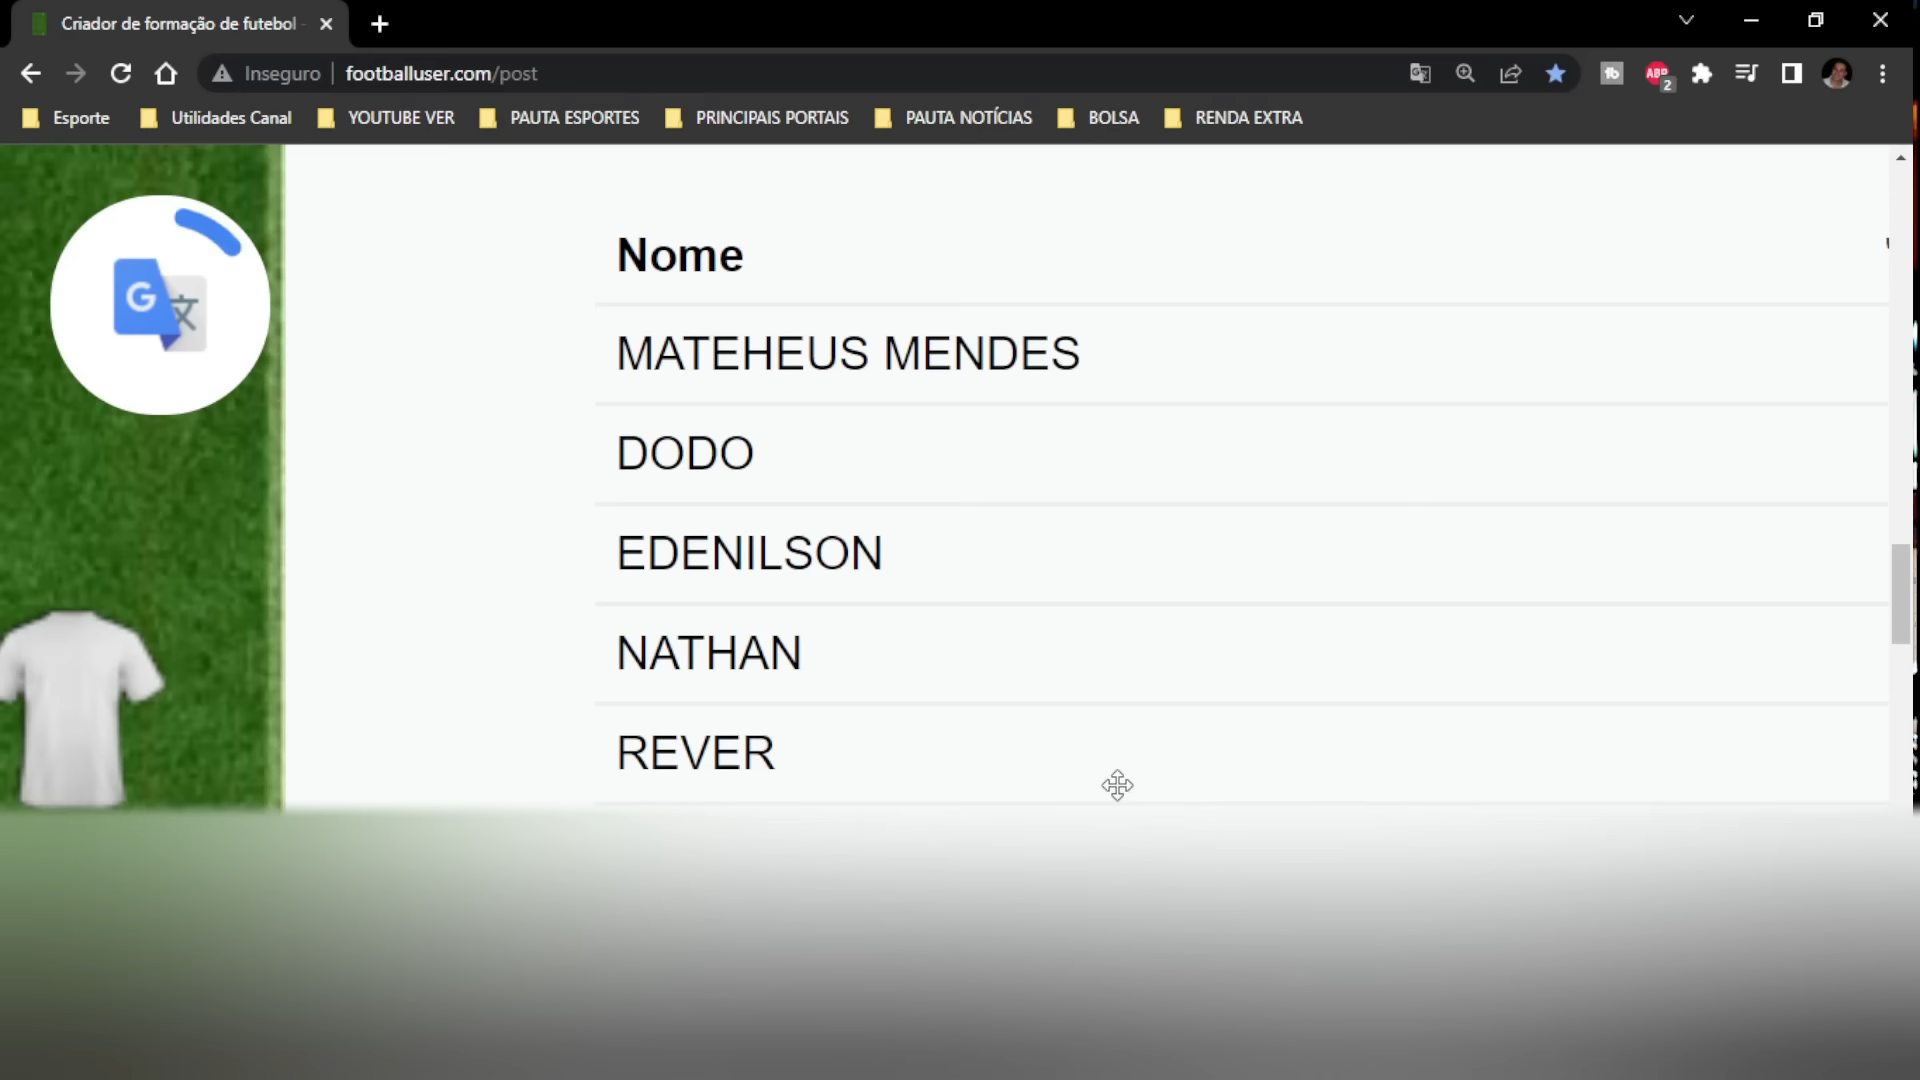 Criador de formação de futebol
Inseguro footballuser.com/post
Esporte Utilidades Canal YOUTUBE VER PAUTA ESPORTES PRINCIPAIS PORTAIS PAUTA NOTÍCIAS BOLSA RENDA EXTRA
Nome
MATEHEUS MENDES
DODO
EDENILSON
NATHAN
REVER